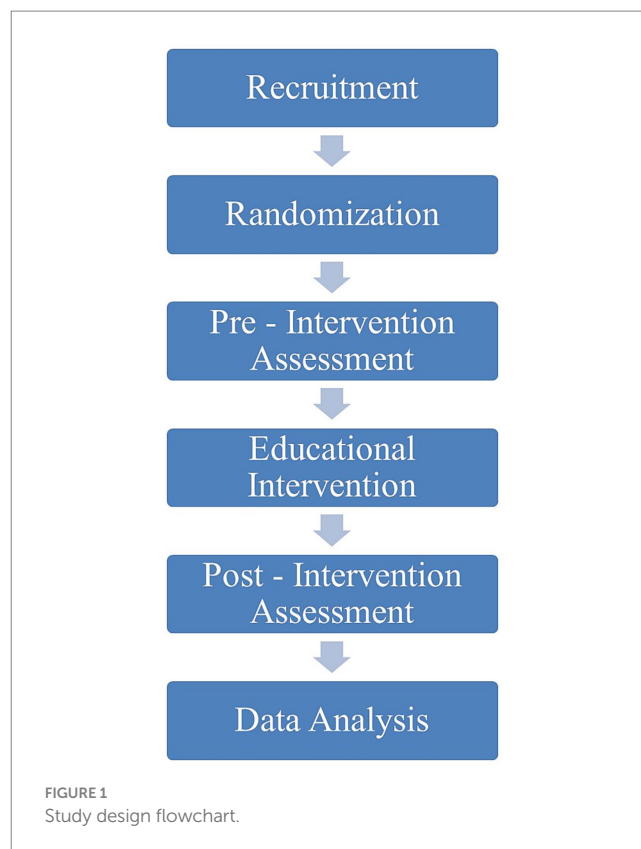 Recruitment
Randomization
Pre - Intervention
Assessment
Educational
Intervention
Post - Intervention
Assessment
Data Analysis
FIGURE 1
Study design flowchart.